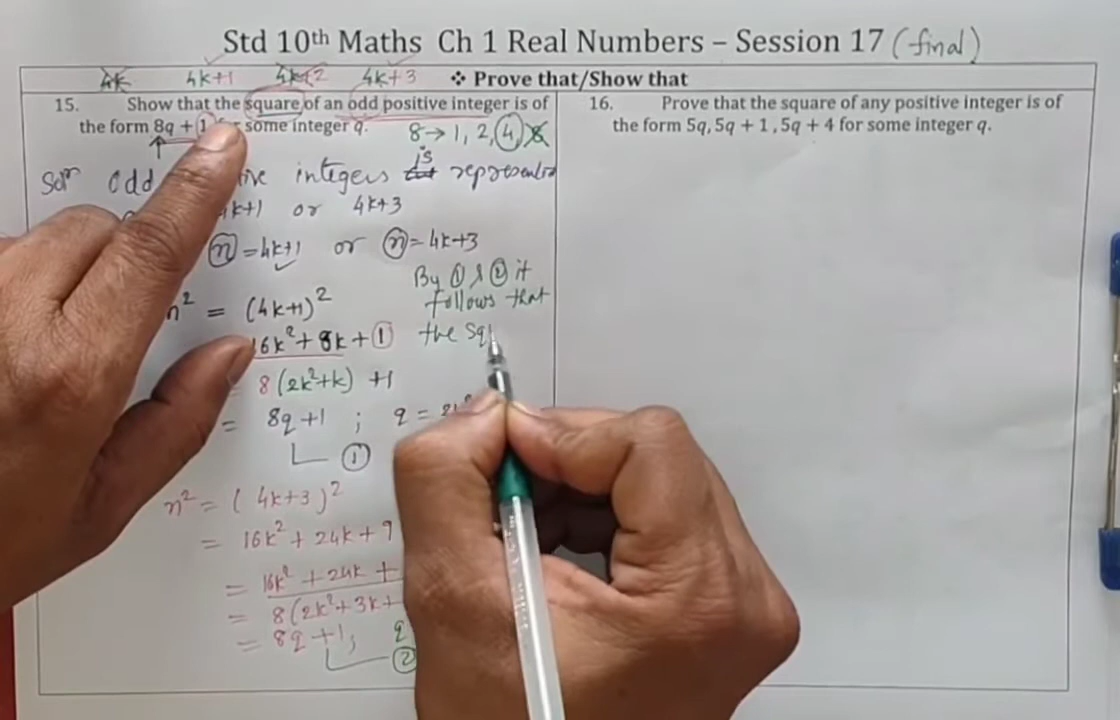 Std 10th Maths Ch 1 Real Numbers – Session 17 (final)
4k 4k+1 4k+2 4k+3 ❖ Prove that/Show that
15. Show that the square of an odd positive integer is of
the form 8q + 1 some integer q.
8 → 1, 2, 4, 8
Solⁿ Odd integers is represented
4k+1 or 4k+3
n = 4k+1 or n = 4k+3
n² = (4k+1)²
16k² + 8k + 1
8(2k²+k) +1
= 8q +1 ; q =
①
n² = (4k+3)²
= 16k² + 24k + 9
= 16k² + 24k +
= 8(2k²+3k+
= 8q +1, q
②
By ① & ② it
follows that
the Sq
16. Prove that the square of any positive integer is of
the form 5q, 5q + 1 , 5q + 4 for some integer q.